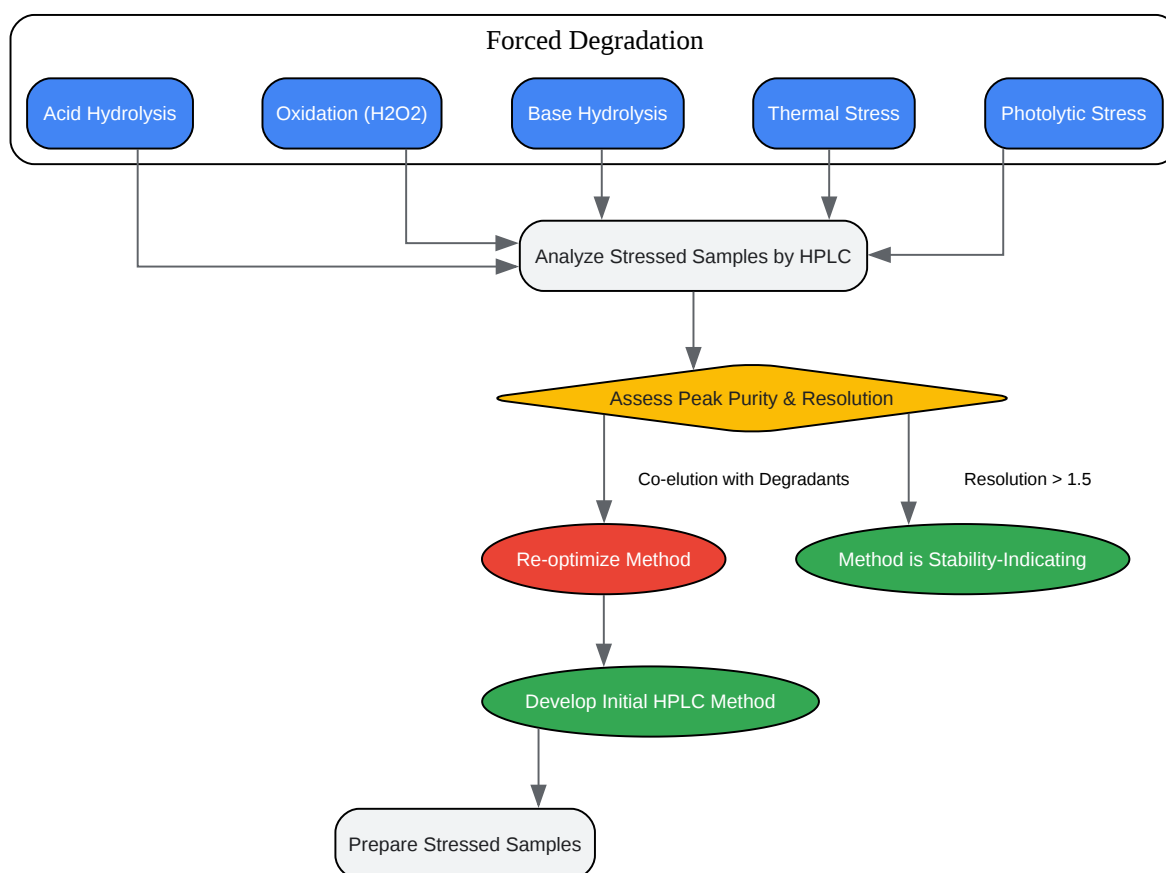 Forced Degradation
Acid Hydrolysis
Oxidation (H2O2)
Base Hydrolysis
Thermal Stress
Photolytic Stress
Analyze Stressed Samples by HPLC
Assess Peak Purity & Resolution
Co-elution with Degradants
Resolution > 1.5
Re-optimize Method
Method is Stability-Indicating
Develop Initial HPLC Method
Prepare Stressed Samples